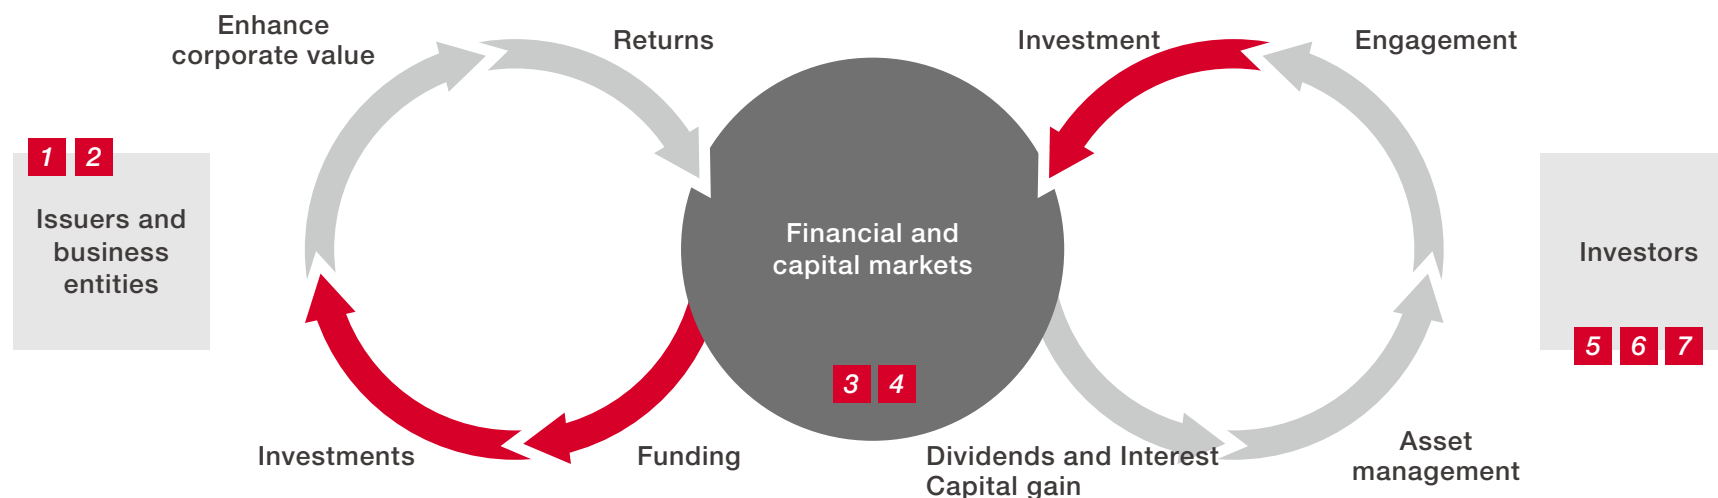 Enhance
corporate value
Returns
Investment
Engagement
1 2
Issuers and
business
entities
Financial and
capital markets
3 4
Investors
5 6 7
Investments
Funding
Dividends and Interest
Capital gain
Asset
management